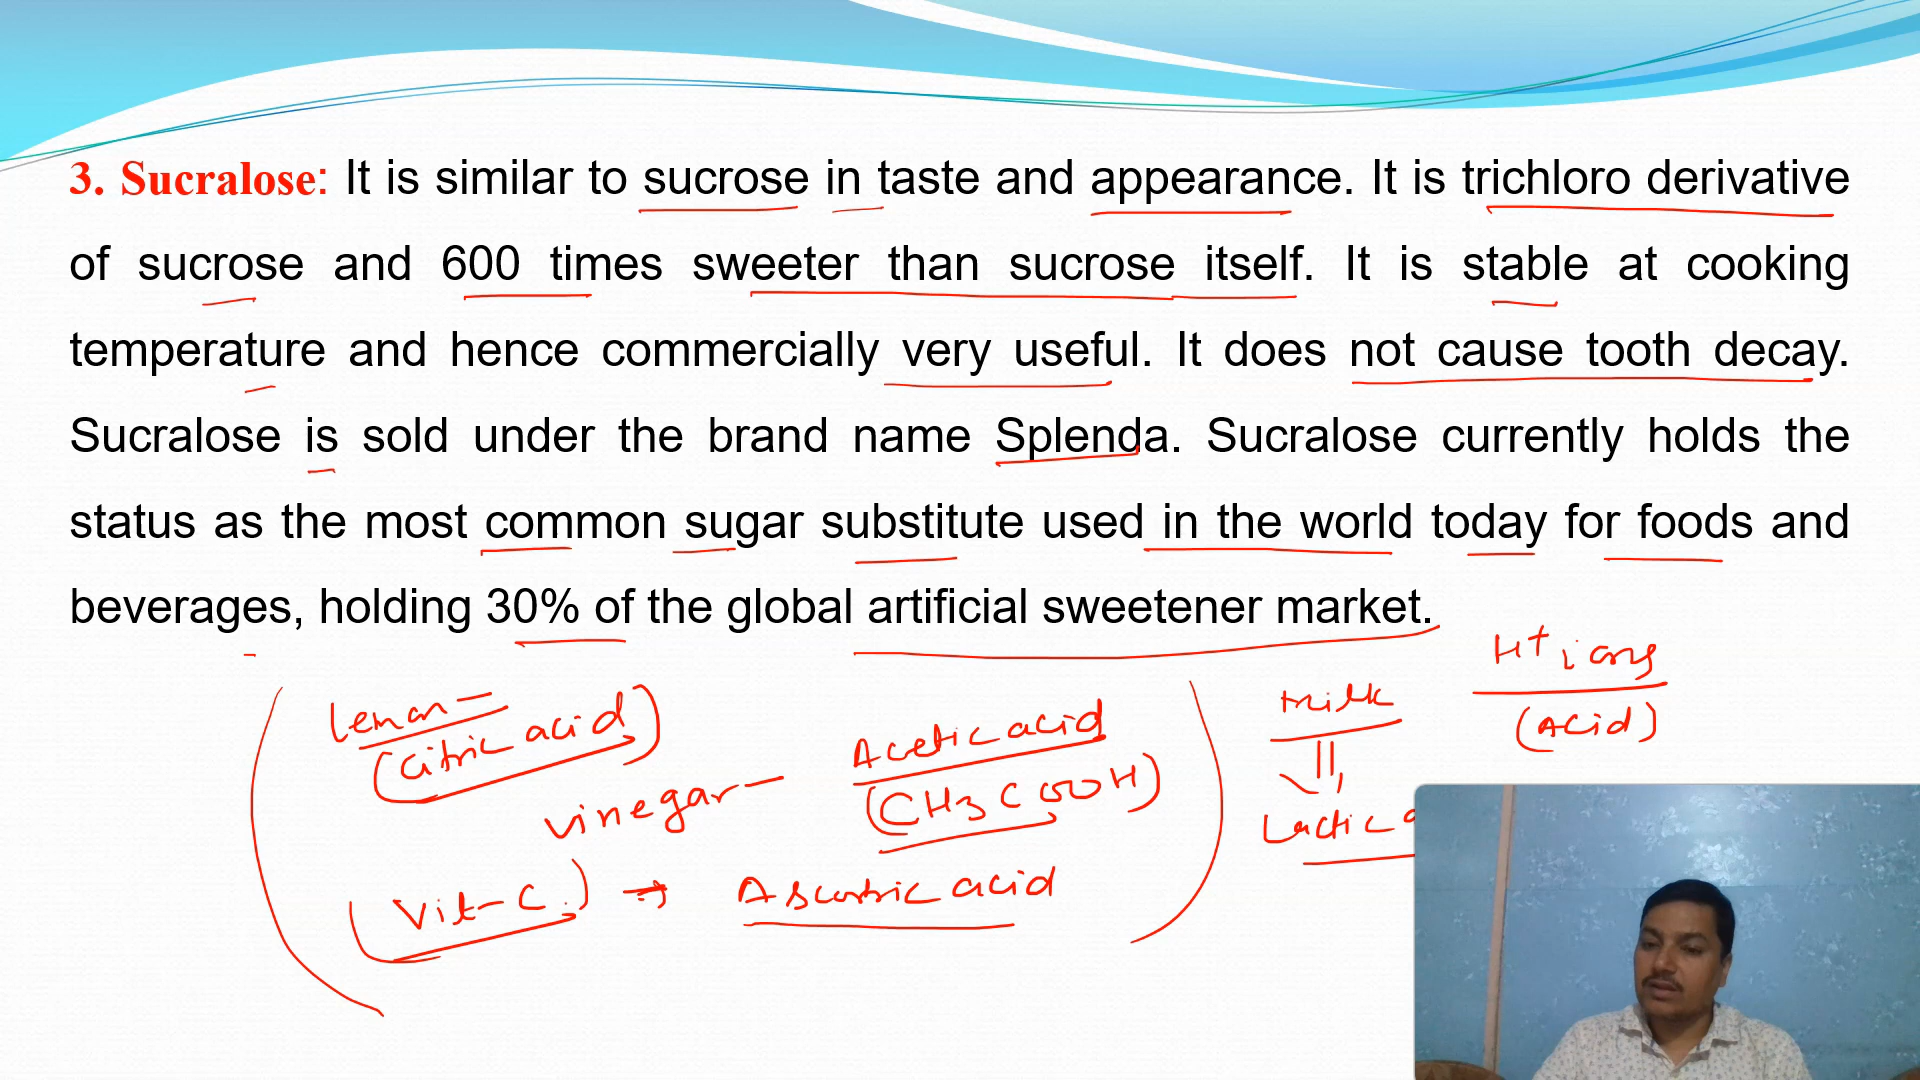 3. Sucralose: It is similar to sucrose in taste and appearance. It is trichloro derivative
of sucrose and 600 times sweeter than sucrose itself. It is stable at cooking
temperature and hence commercially very useful. It does not cause tooth decay.
Sucralose is sold under the brand name Splenda. Sucralose currently holds the
status as the most common sugar substitute used in the world today for foods and
beverages, holding 30% of the global artificial sweetener market.
H+ ions
(Acid)
Lemon –
(citric acid)
vinegar –
Acetic acid
(CH3COOH)
Milk
Lactic a
(Vit-C.) → Ascorbic acid